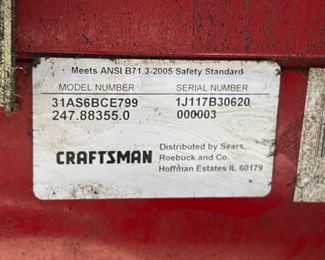 Meets ANSI B71.3-2005 Safety Standard
MODEL NUMBER SERIAL NUMBER
31AS6BCE799 1J117B30620
247.88355.0 000003
CRAFTSMAN
Distributed by Sears,
Roebuck and Co.
Hoffman Estates IL 60179